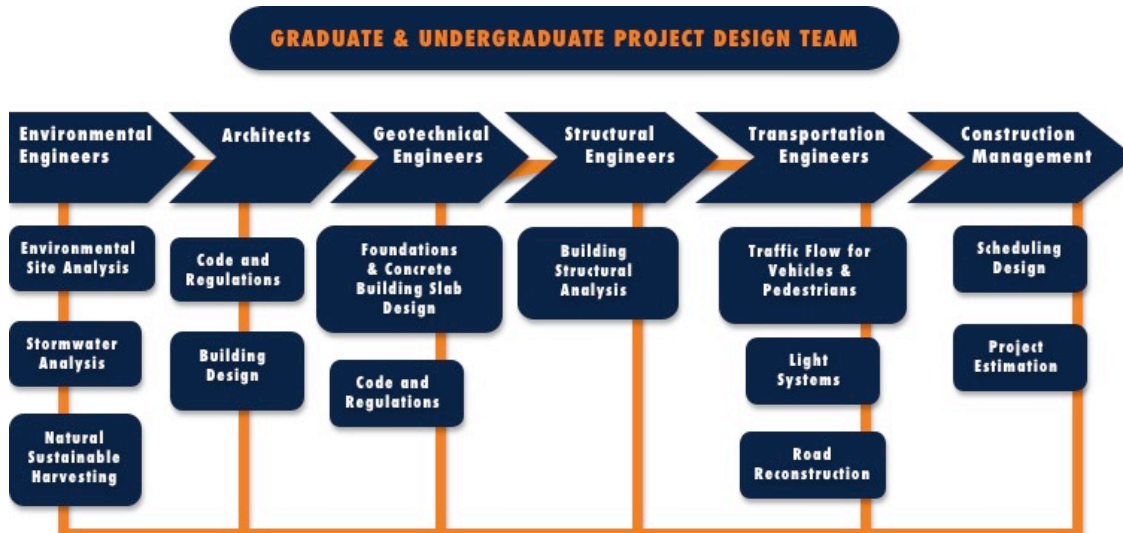 GRADUATE & UNDERGRADUATE PROJECT DESIGN TEAM
Environmental
Engineers
Architects
Geotechnical
Engineers
Structural
Engineers
Transportation
Engineers
Construction
Management
Environmental
Site Analysis
Stormwater
Analysis
Natural
Sustainable
Harvesting
Code and
Regulations
Building
Design
Foundations
& Concrete
Building Slab
Design
Code and
Regulations
Building
Structural
Analysis
Traffic Flow for
Vehicles &
Pedestrians
Light
Systems
Road
Reconstruction
Scheduling
Design
Project
Estimation